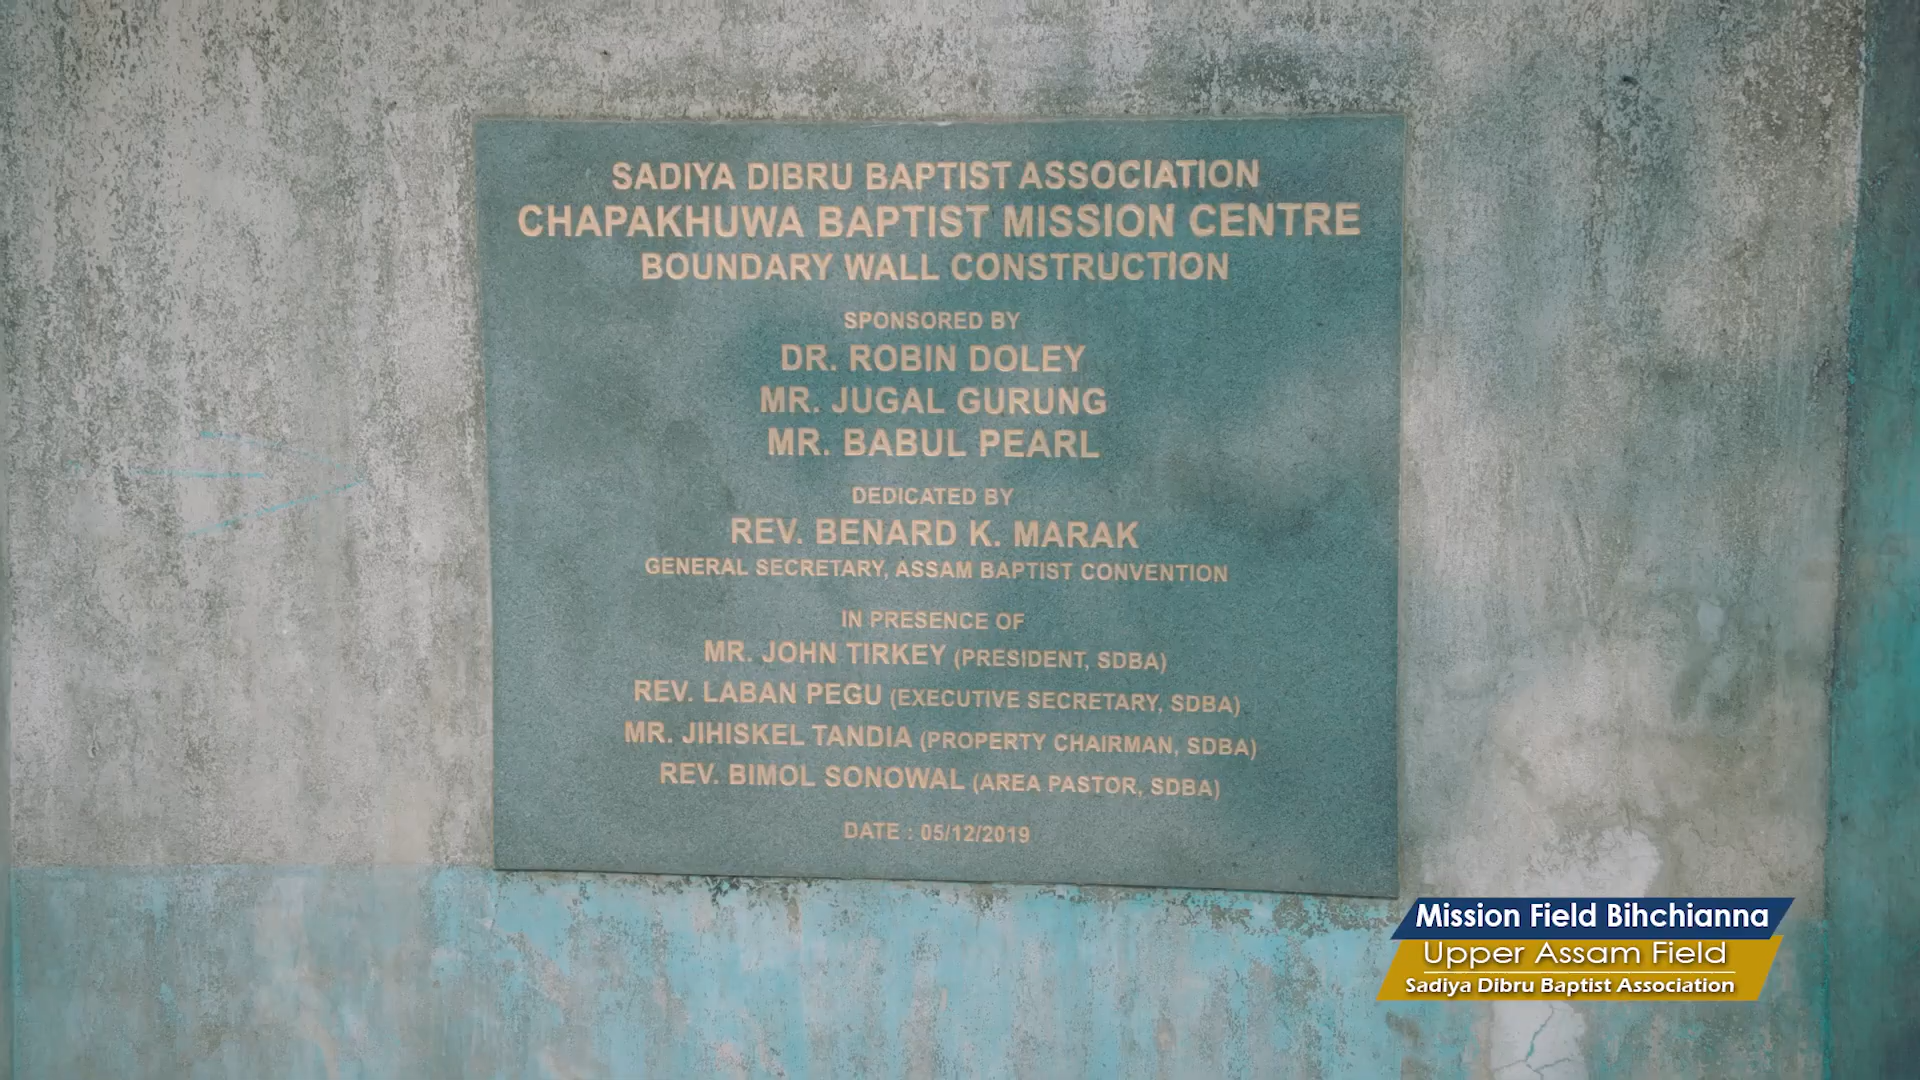 SADIYA DIBRU BAPTIST ASSOCIATION
CHAPAKHUWA BAPTIST MISSION CENTRE
BOUNDARY WALL CONSTRUCTION
SPONSORED BY
DR. ROBIN DOLEY
MR. JUGAL GURUNG
MR. BABUL PEARL
DEDICATED BY
REV. BENARD K. MARAK
GENERAL SECRETARY, ASSAM BAPTIST CONVENTION
IN PRESENCE OF
MR. JOHN TIRKEY (PRESIDENT, SDBA)
REV. LABAN PEGU (EXECUTIVE SECRETARY, SDBA)
MR. JIHISKEL TANDIA (PROPERTY CHAIRMAN, SDBA)
REV. BIMOL SONOWAL (AREA PASTOR, SDBA)
DATE : 05/12/2019
Mission Field Bihchianna
Upper Assam Field
Sadiya Dibru Baptist Association